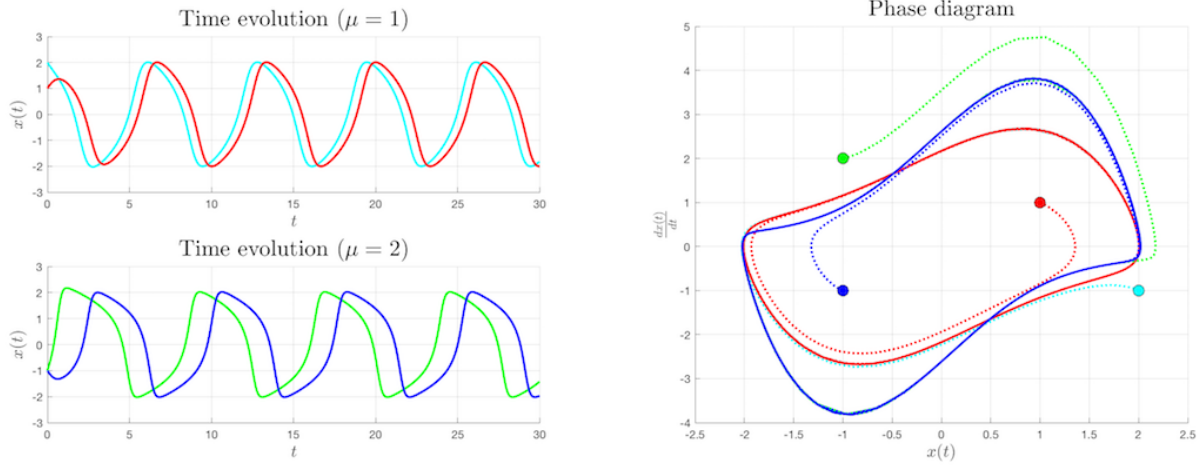 Time evolution (μ = 1)
3
2
1
0
-1
-2
-3
x(t)
0 5 10 15 20 25 30
t
Time evolution (μ = 2)
3
2
1
0
-1
-2
-3
x(t)
0 5 10 15 20 25 30
t
Phase diagram
5
4
3
2
1
0
-1
-2
-3
-4
dx(t)
dt
-2.5 -2 -1.5 -1 -0.5 0 0.5 1 1.5 2 2.5
x(t)